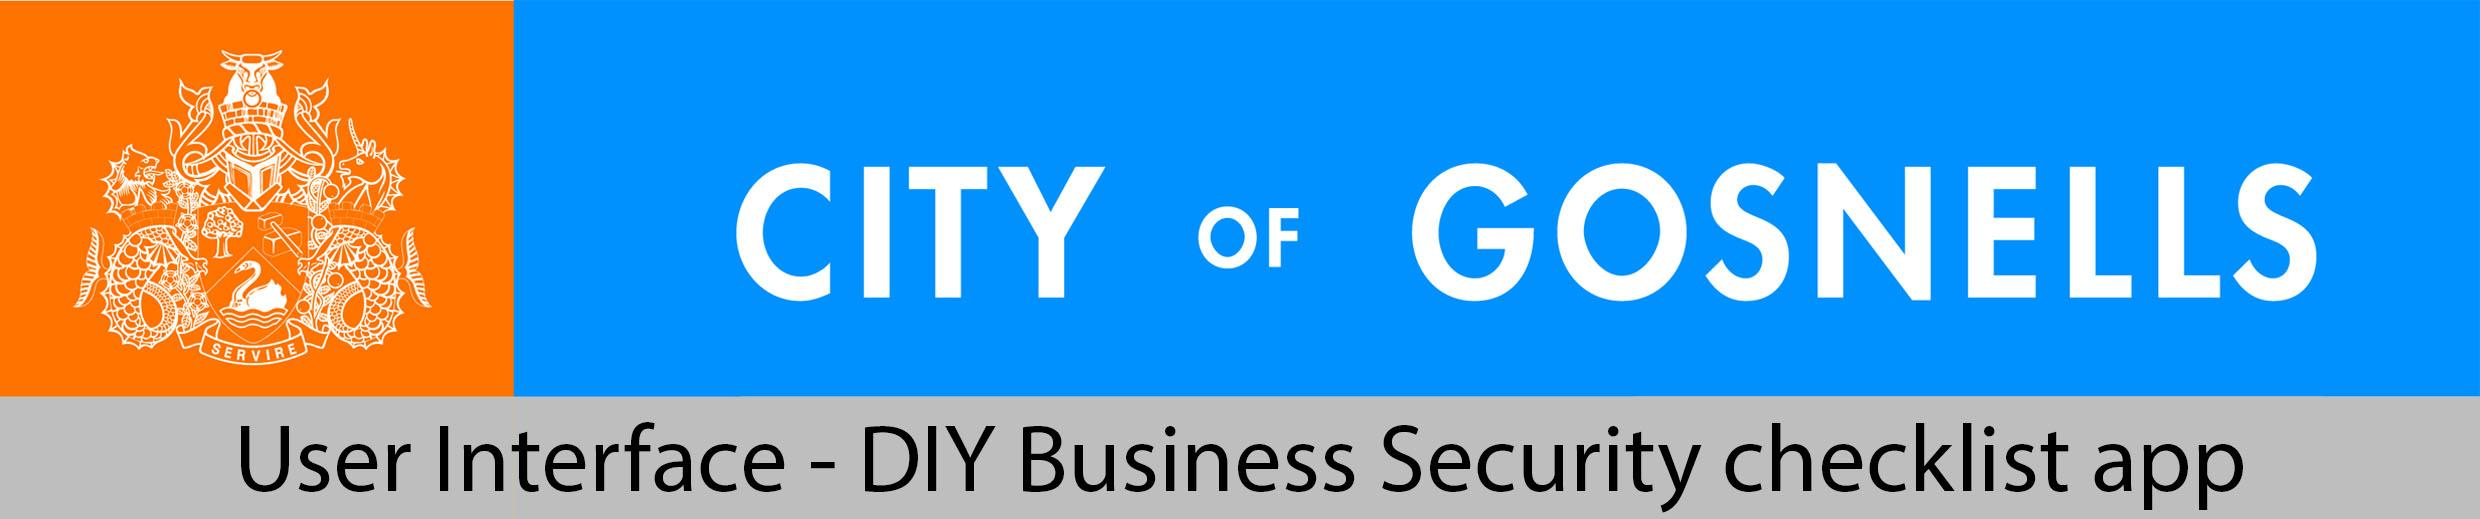 CITY OF GOSNELLS
SERVIRE
User Interface - DIY Business Security checklist app